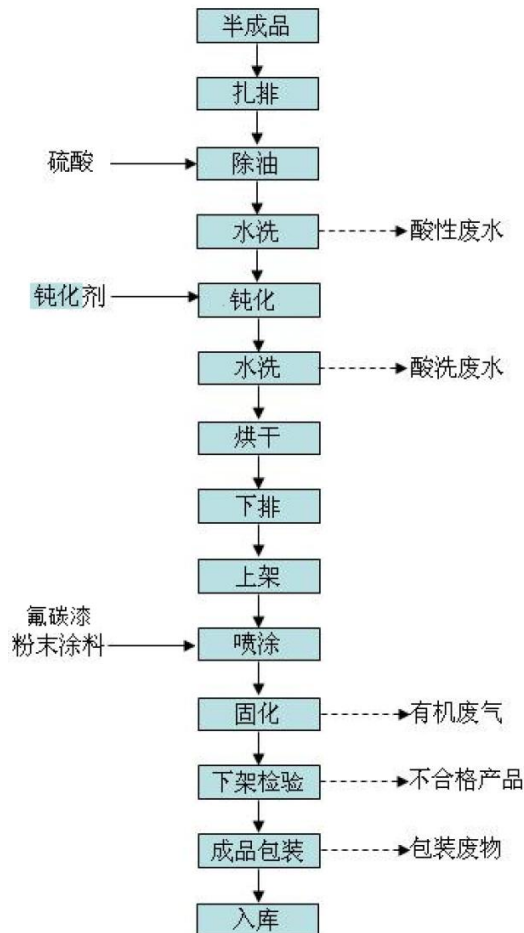 半成品
扎排
硫酸
除油
水洗
酸性废水
钝化剂
钝化
水洗
酸洗废水
烘干
下排
上架
氟碳漆
粉末涂料
喷涂
固化
有机废气
下架检验
不合格产品
成品包装
包装废物
入库